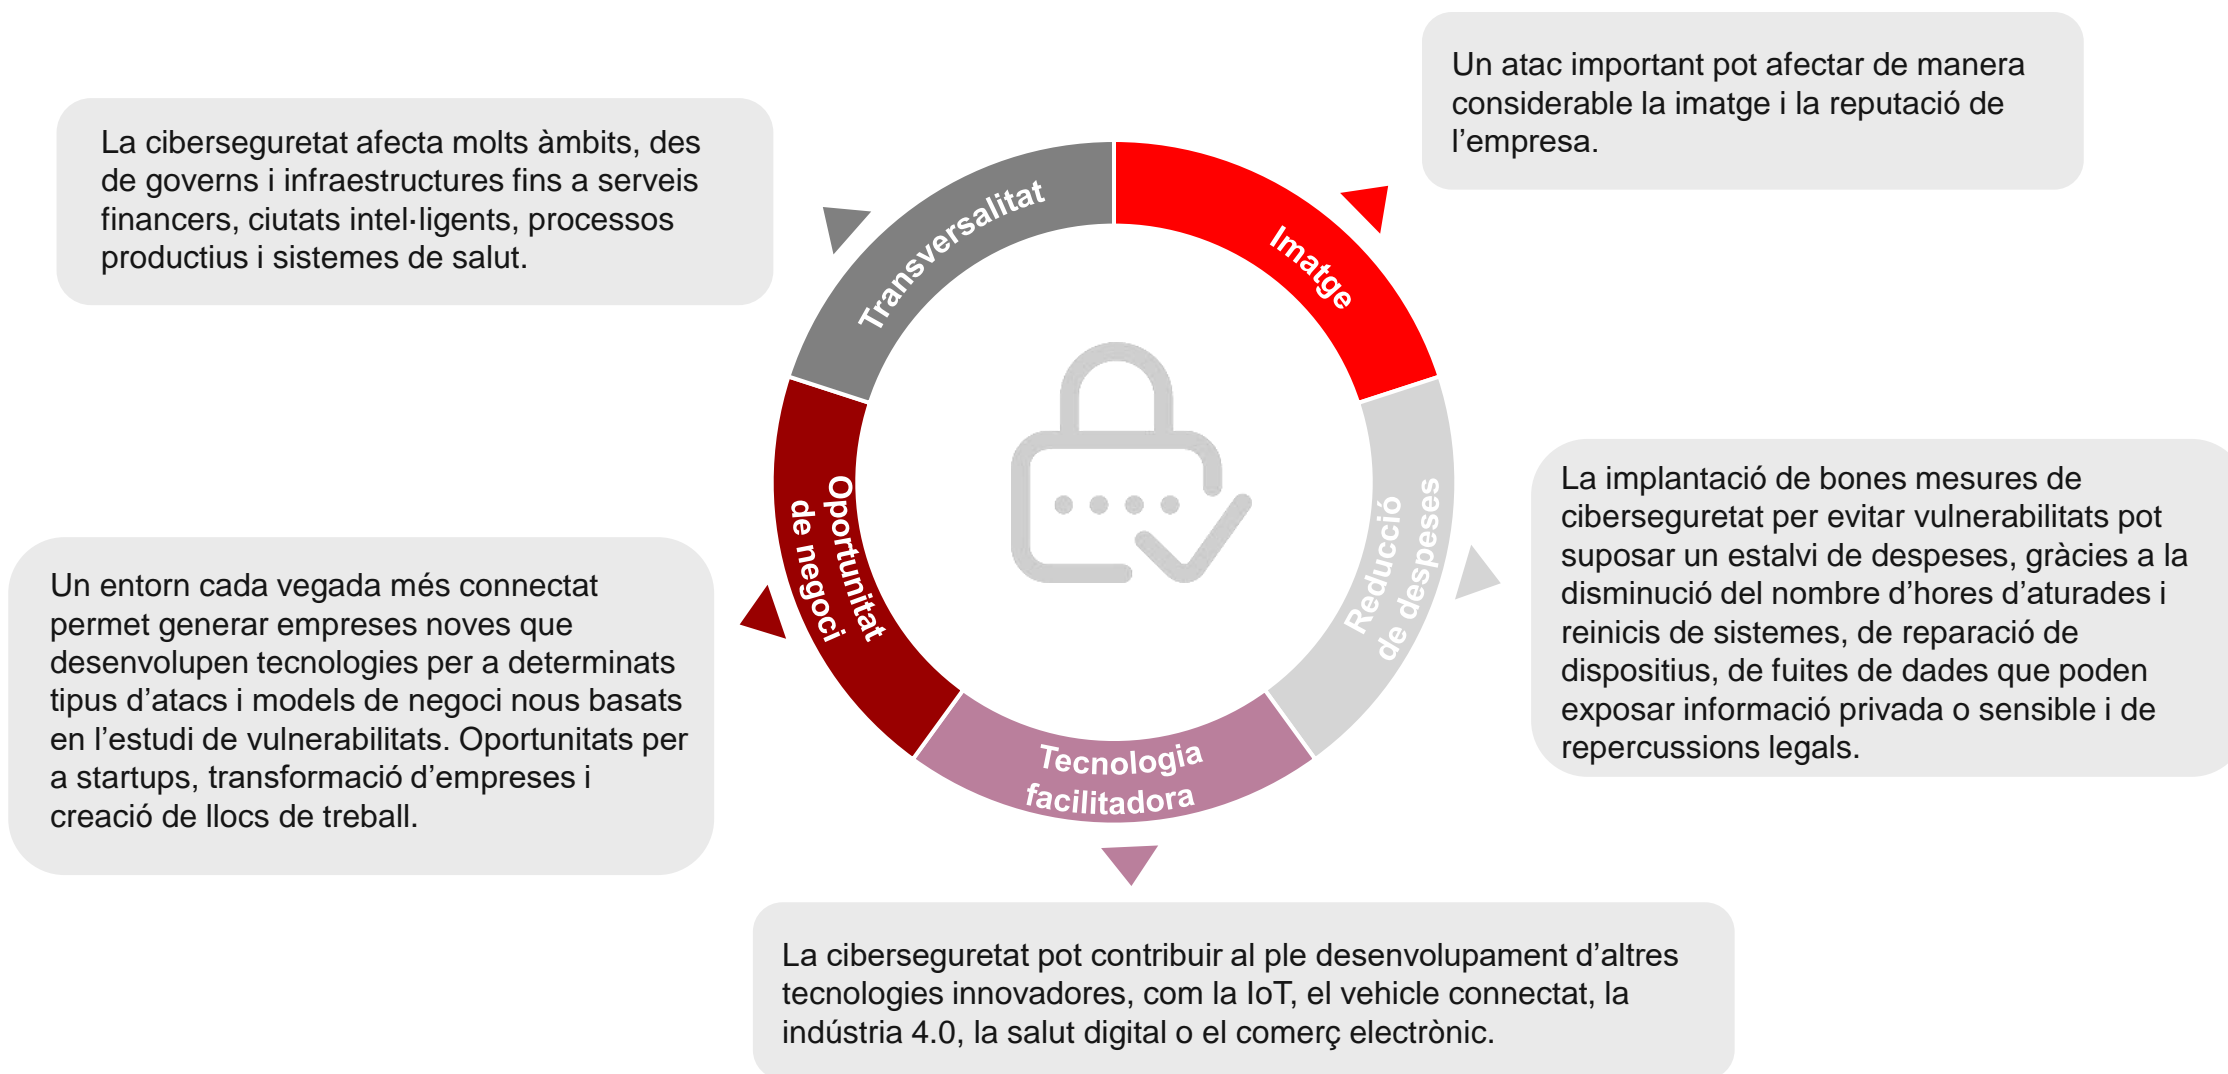 Un atac important pot afectar de manera
considerable la imatge i la reputació de
l’empresa.
La ciberseguretat afecta molts àmbits, des
de governs i infraestructures fins a serveis
financers, ciutats intel·ligents, processos
productius i sistemes de salut.
Transversalitat
Imatge
Oportunitat
de negoci
Reducció
de despeses
Tecnologia
facilitadora
La implantació de bones mesures de
ciberseguretat per evitar vulnerabilitats pot
suposar un estalvi de despeses, gràcies a la
disminució del nombre d’hores d’aturades i
reinicis de sistemes, de reparació de
dispositius, de fuites de dades que poden
exposar informació privada o sensible i de
repercussions legals.
Un entorn cada vegada més connectat
permet generar empreses noves que
desenvolupen tecnologies per a determinats
tipus d’atacs i models de negoci nous basats
en l’estudi de vulnerabilitats. Oportunitats per
a startups, transformació d’empreses i
creació de llocs de treball.
La ciberseguretat pot contribuir al ple desenvolupament d’altres
tecnologies innovadores, com la IoT, el vehicle connectat, la
indústria 4.0, la salut digital o el comerç electrònic.